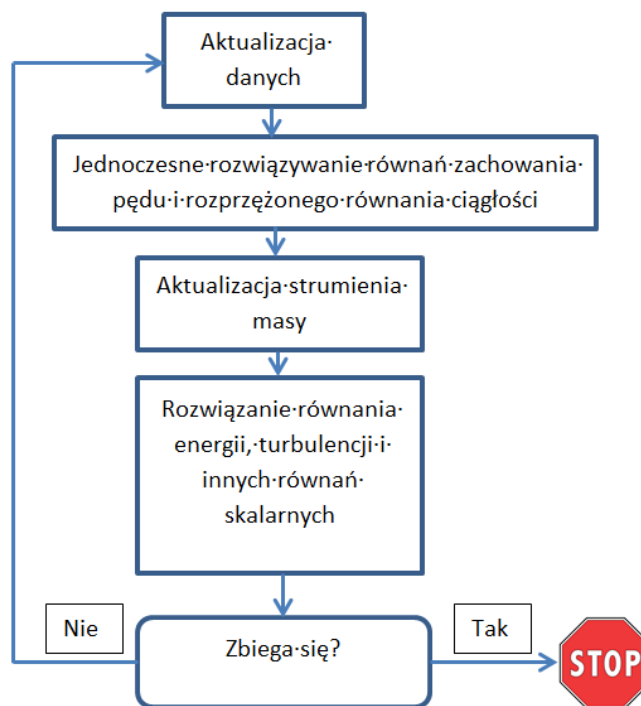 Aktualizacja·
danych
Jednoczesne·rozwiązywanie·równań·zachowania·
pędu·i·rozprzężonego·równania·ciągłości
Aktualizacja·strumienia·
masy
Rozwiązanie·równania·
energii,·turbulencji·i·
innych·równań·
skalarnych
Nie
Zbiega·się?
Tak
STOP